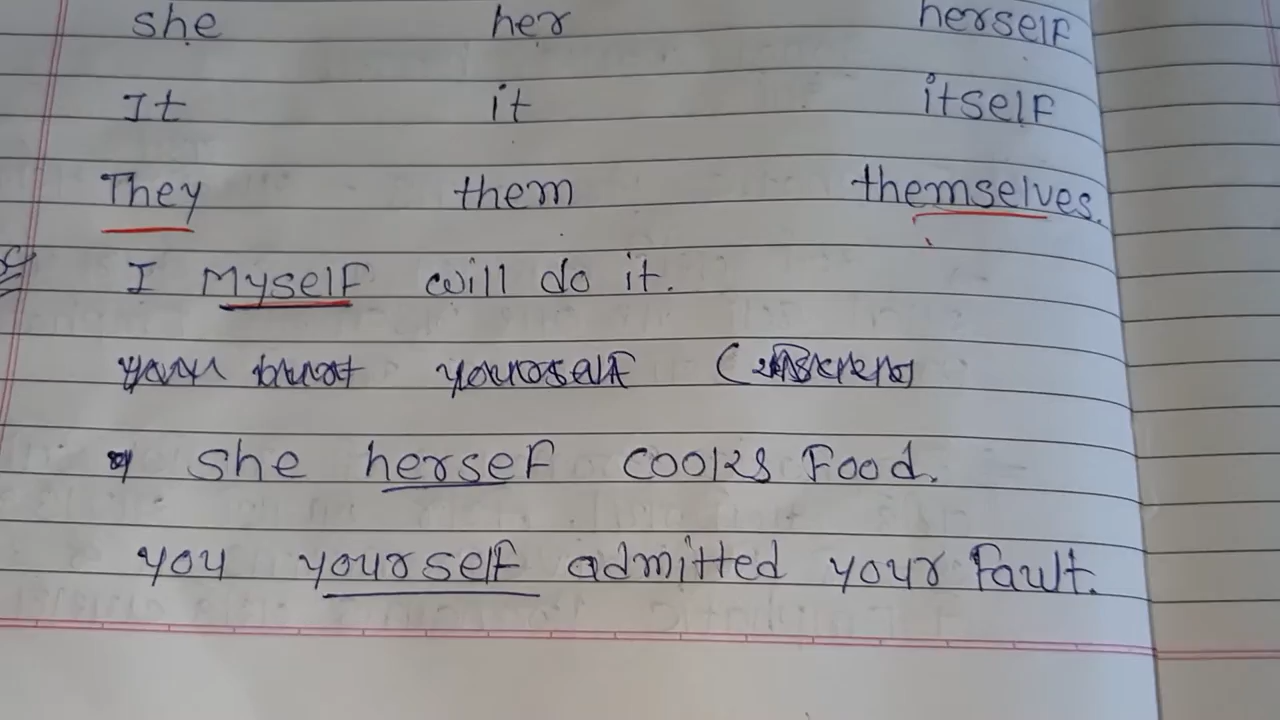 she her herself
It it itself
They them themselves.
I Myself will do it.
yourself
She hersef cooks Food.
you yourself admitted your fault.